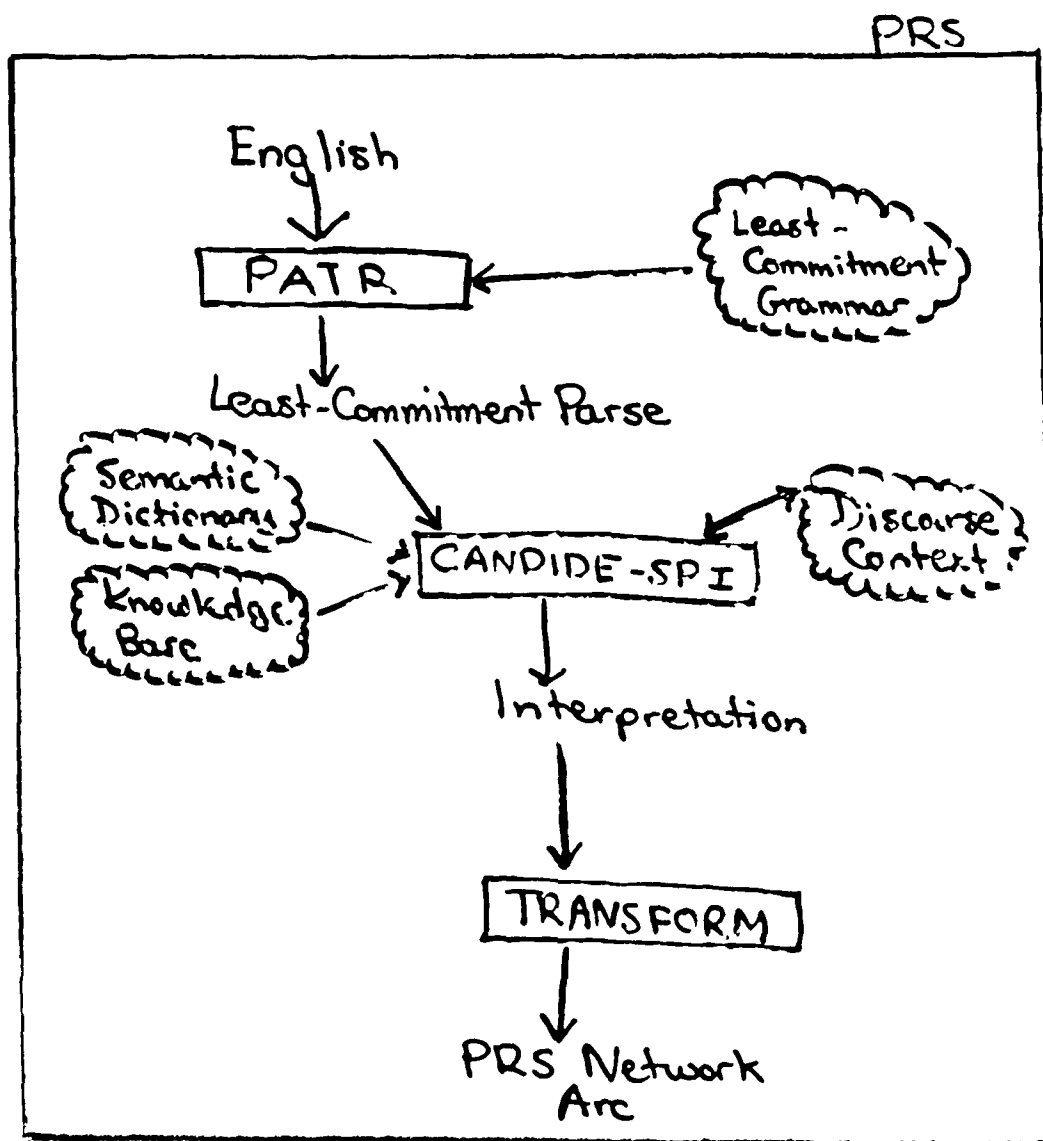 PRS
English
PATR
Least-
Commitment
Grammar
Least-Commitment Parse
Semantic
Dictionary
Knowledge
Base
CANDIDE-SPI
Discourse
Context
Interpretation
TRANSFORM
PRS Network
Arc